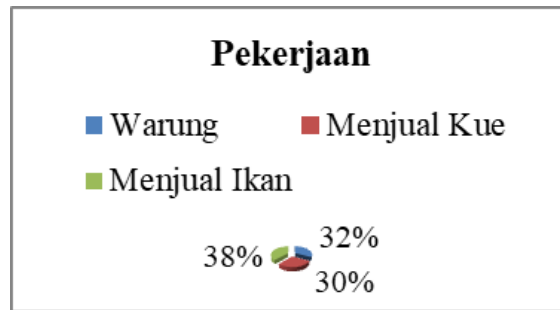 Pekerjaan
Warung
Menjual Kue
Menjual Ikan
32%
38%
30%